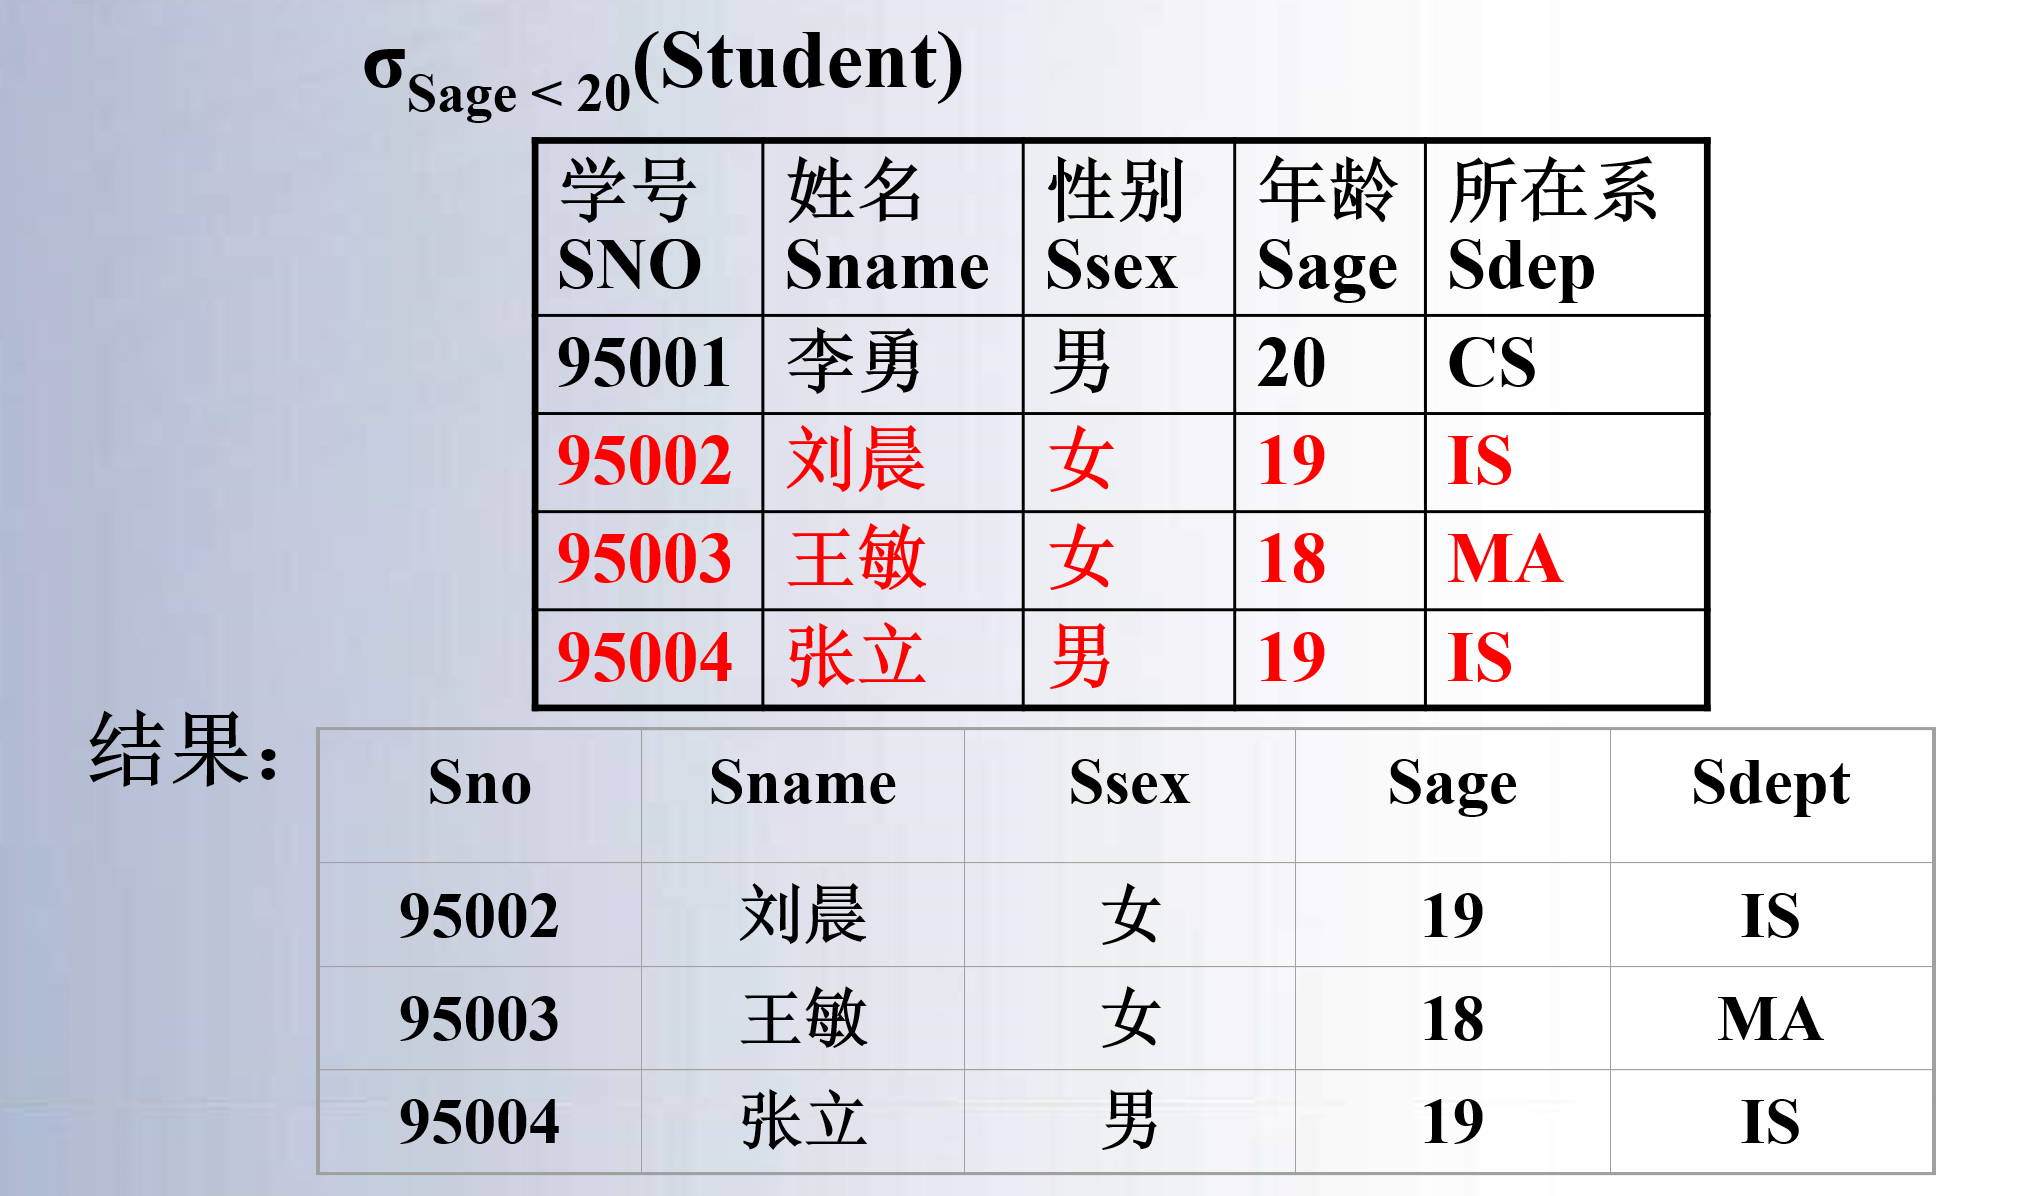 σSage < 20(Student)
学号 姓名 性别 年龄 所在系
SNO Sname Ssex Sage Sdep
95001 李勇 男 20 CS
95002 刘晨 女 19 IS
95003 王敏 女 18 MA
95004 张立 男 19 IS
结果：
Sno Sname Ssex Sage Sdept
95002 刘晨 女 19 IS
95003 王敏 女 18 MA
95004 张立 男 19 IS